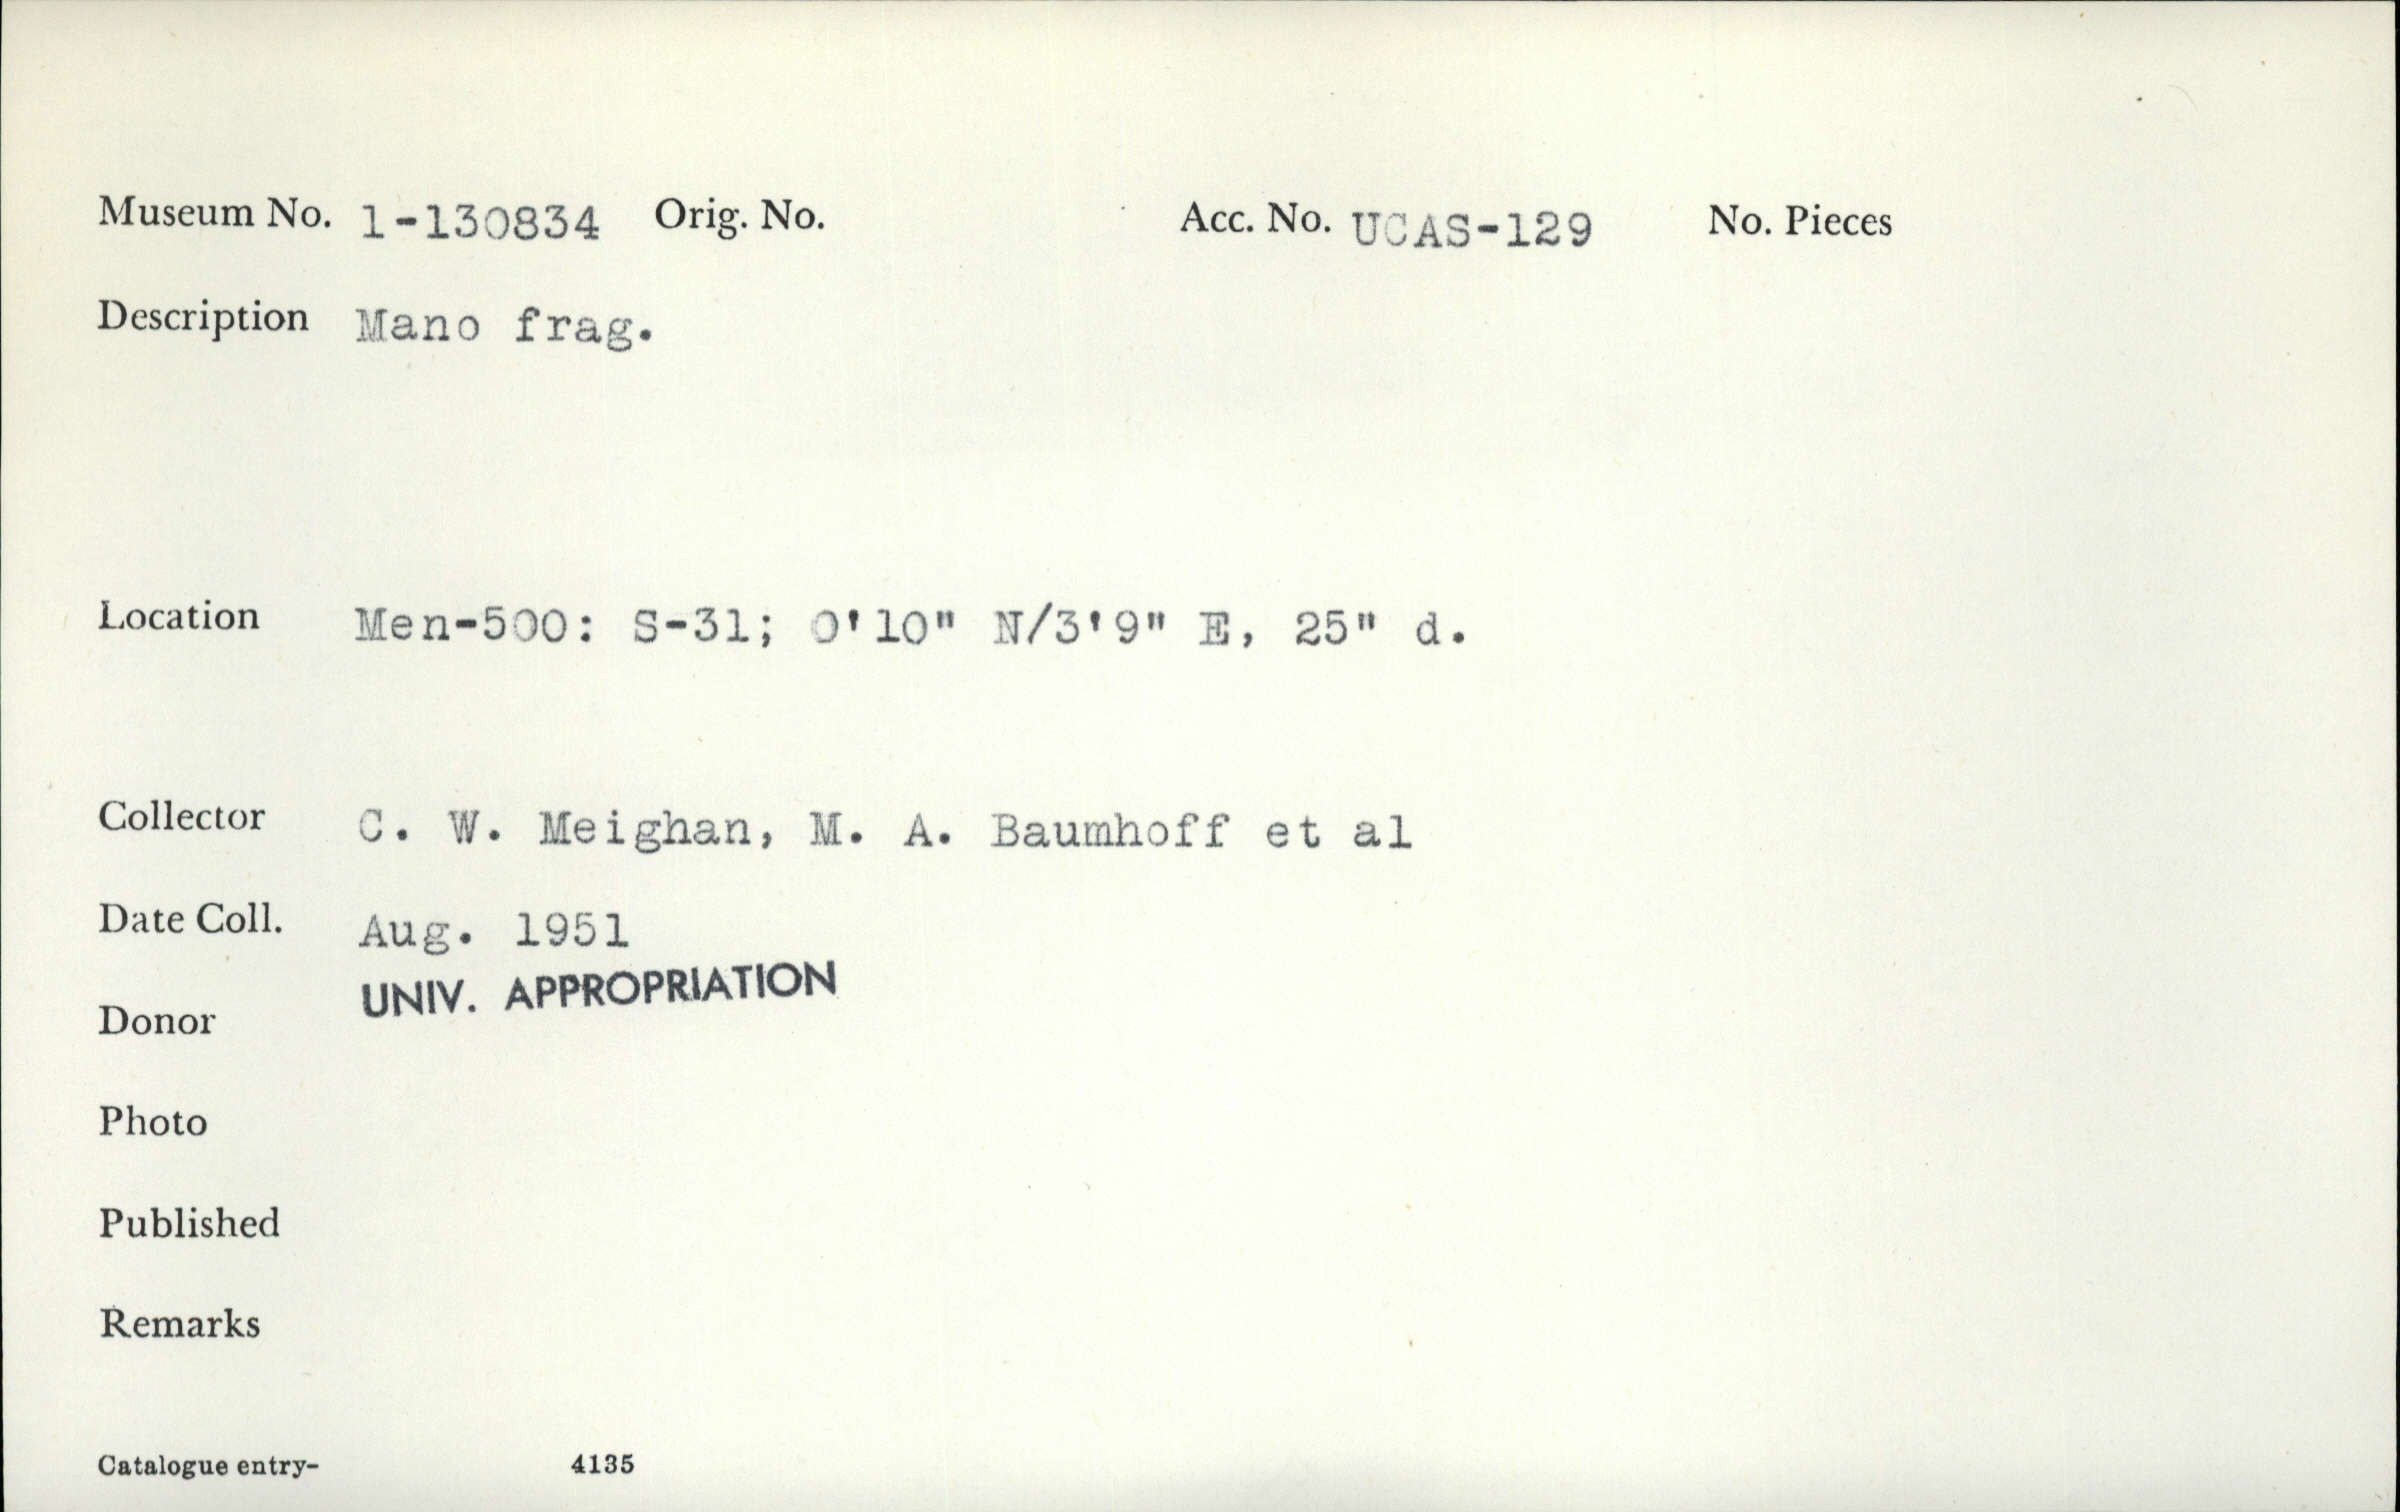 Museum No. 1-130834 Orig. No. Acc. No. UCAS-129 No. Pieces
Description Mano frag.
Location Men-500: S-31; 0'10" N/3'9" E, 25" d.
Collector C. W. Meighan, M. A. Baumhoff et al
Date Coll. Aug. 1951
UNIV. APPROPRIATION
Donor
Photo
Published
Remarks
Catalogue entry- 4135